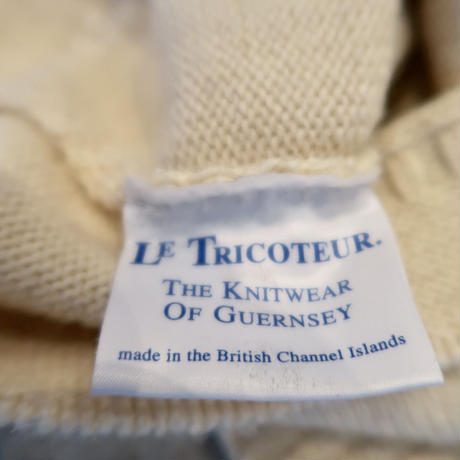 LE TRICOTEUR.
THE KNITWEAR
OF GUERNSEY
made in the British Channel Islands